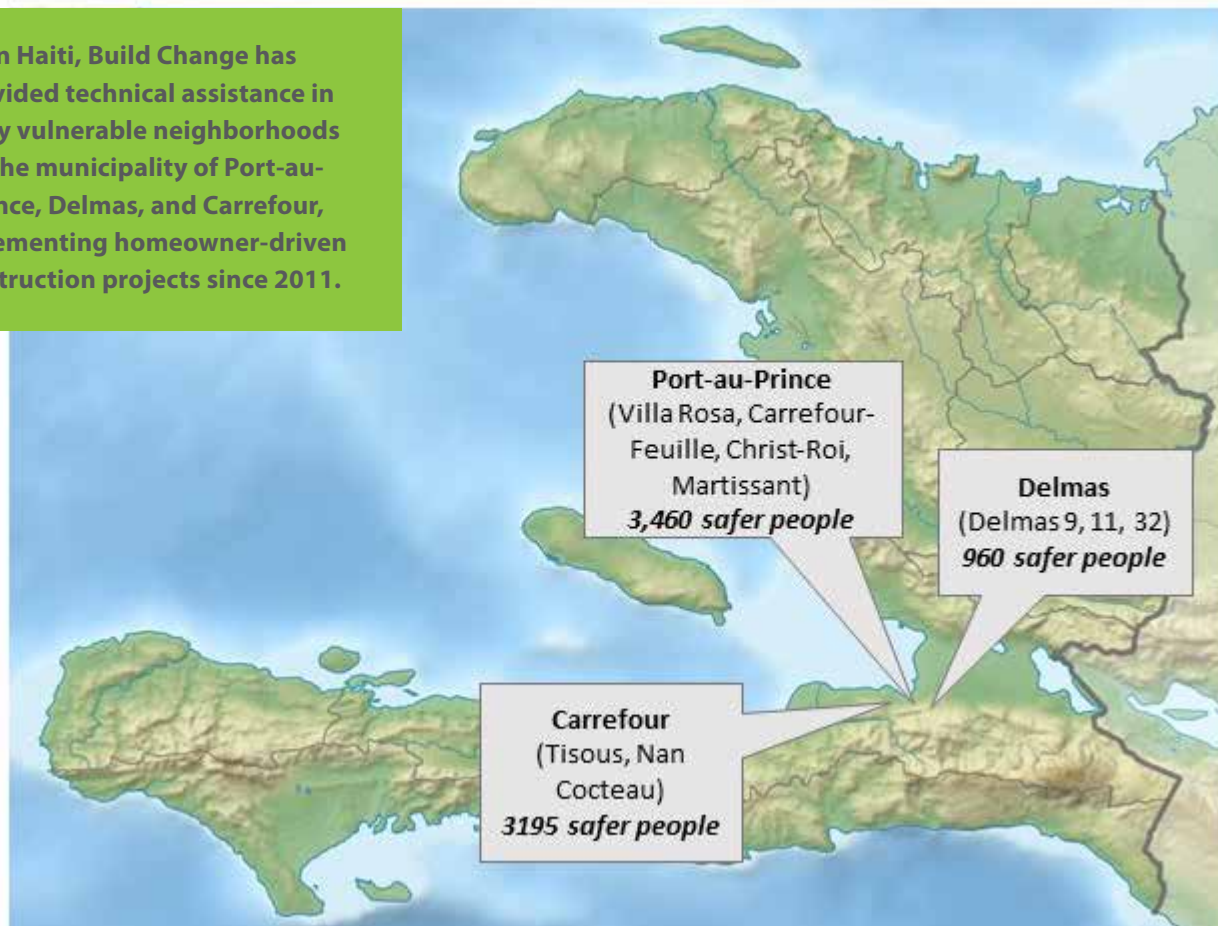 n Haiti, Build Change has
vided technical assistance in
y vulnerable neighborhoods
he municipality of Port-au-
nce, Delmas, and Carrefour,
lementing homeowner-driven
struction projects since 2011.
Port-au-Prince
(Villa Rosa, Carrefour-
Feuille, Christ-Roi,
Martissant)
3,460 safer people
Delmas
(Delmas 9, 11, 32)
960 safer people
Carrefour
(Tisous, Nan
Cocteau)
3195 safer people